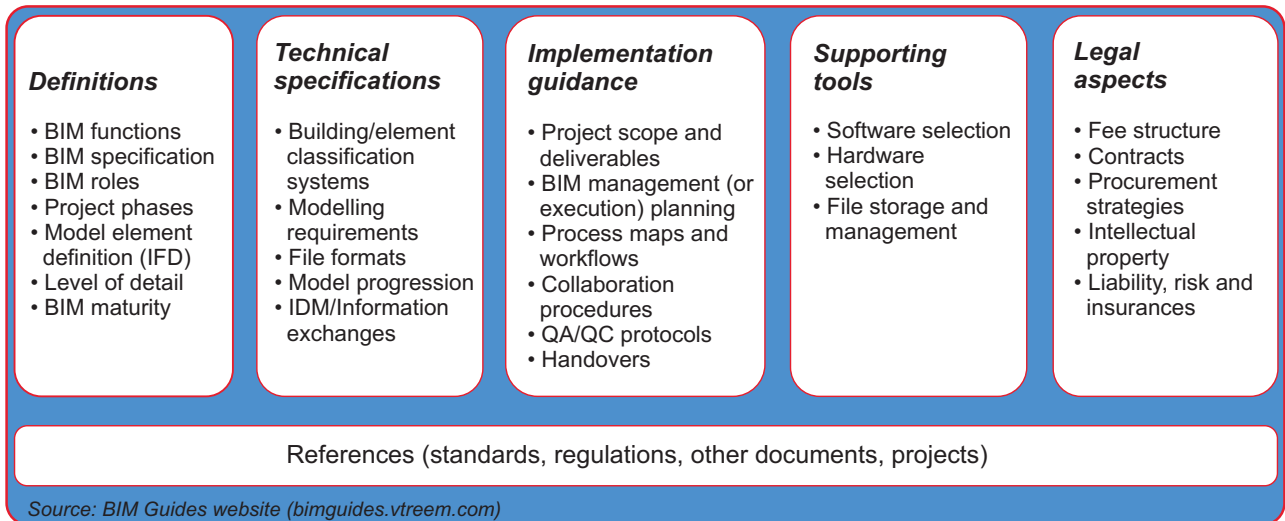 Definitions
• BIM functions
• BIM specification
• BIM roles
• Project phases
• Model element
definition (IFD)
• Level of detail
• BIM maturity
Technical
specifications
• Building/element
classification
systems
• Modelling
requirements
• File formats
• Model progression
• IDM/Information
exchanges
Implementation
guidance
• Project scope and
deliverables
• BIM management (or
execution) planning
• Process maps and
workflows
• Collaboration
procedures
• QA/QC protocols
• Handovers
Supporting
tools
• Software selection
• Hardware
selection
• File storage and
management
Legal
aspects
• Fee structure
• Contracts
• Procurement
strategies
• Intellectual
property
• Liability, risk and
insurances
References (standards, regulations, other documents, projects)
Source: BIM Guides website (bimguides.vtreem.com)